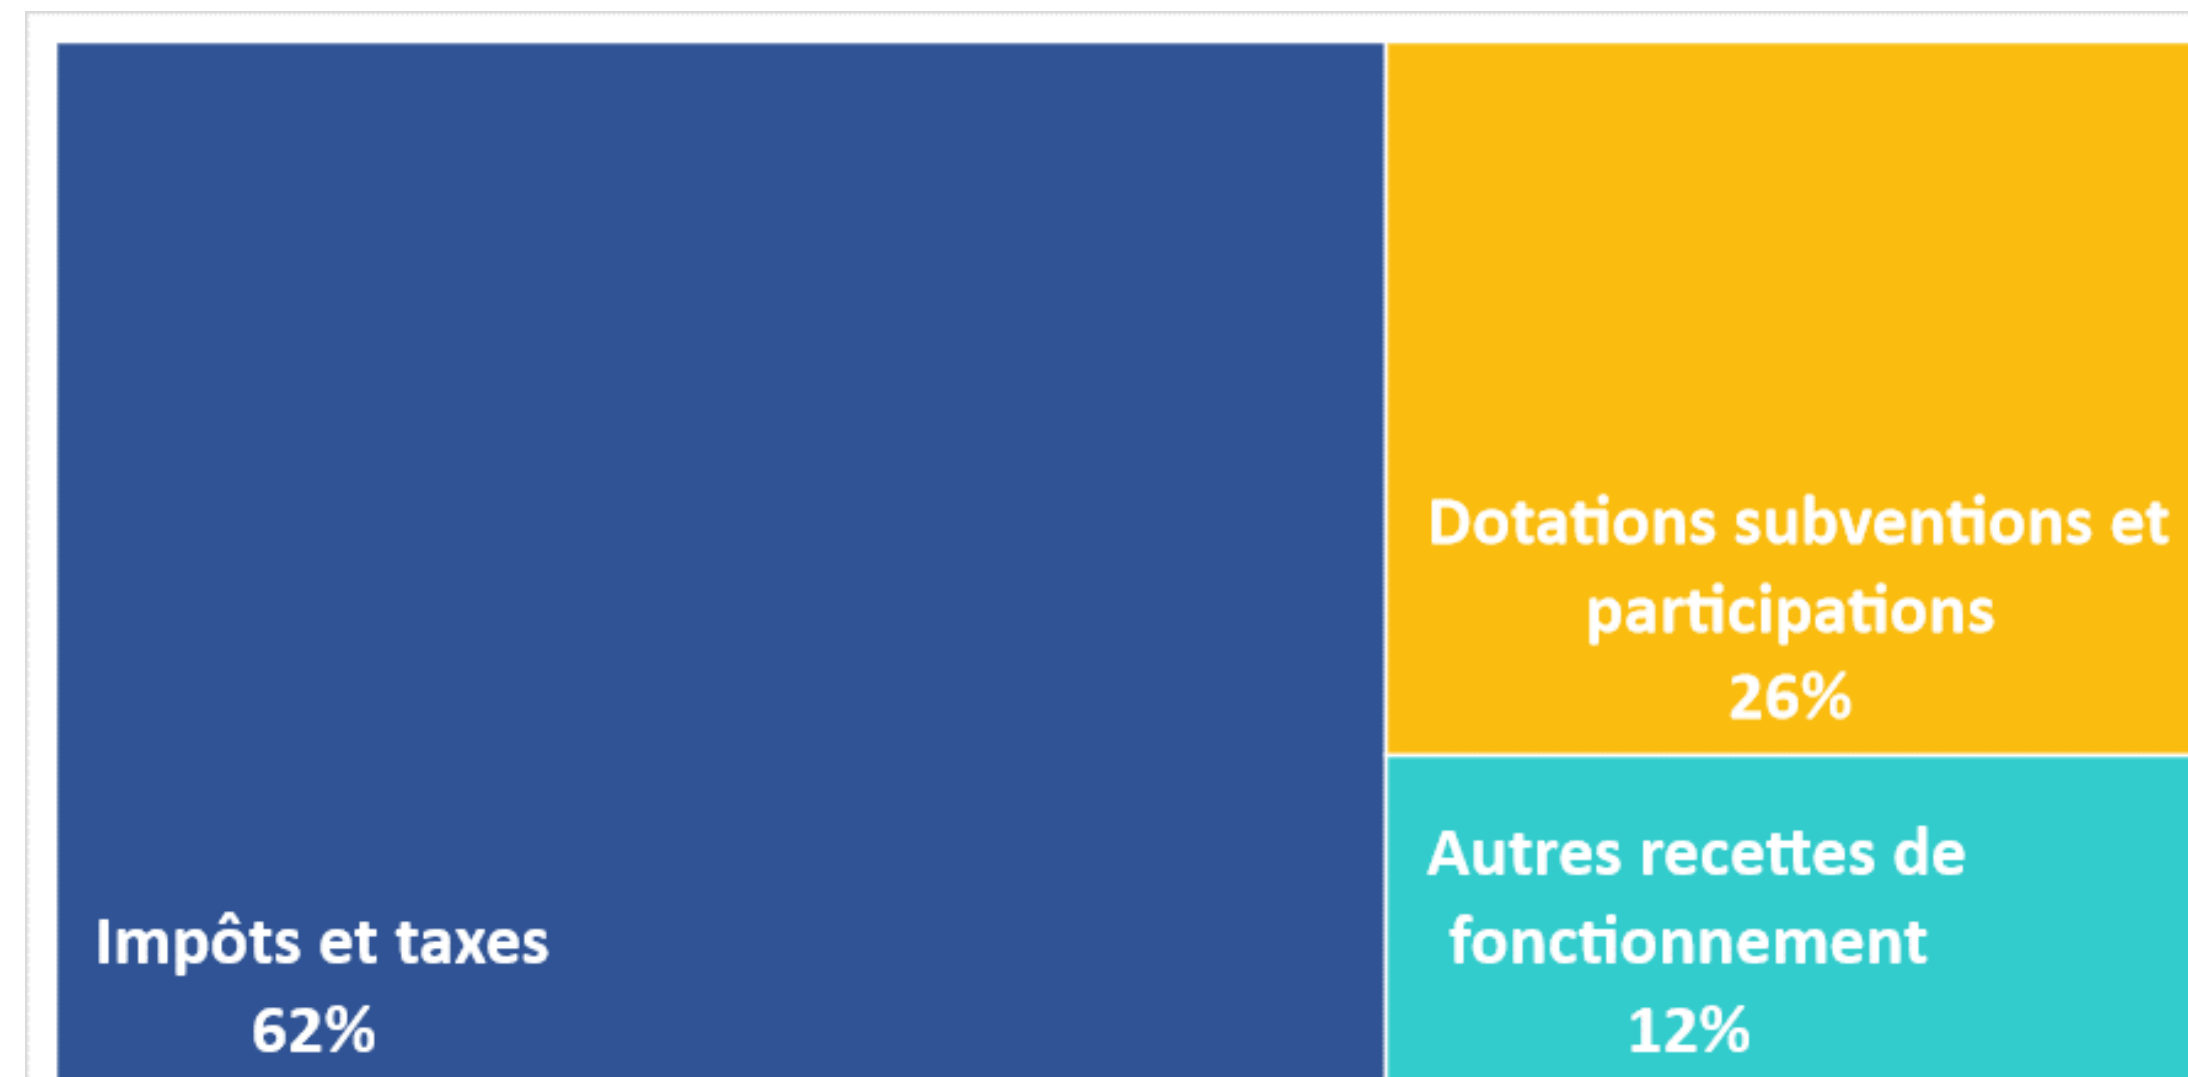 Impôts et taxes
62%
Dotations subventions et
participations
26%
Autres recettes de
fonctionnement
12%